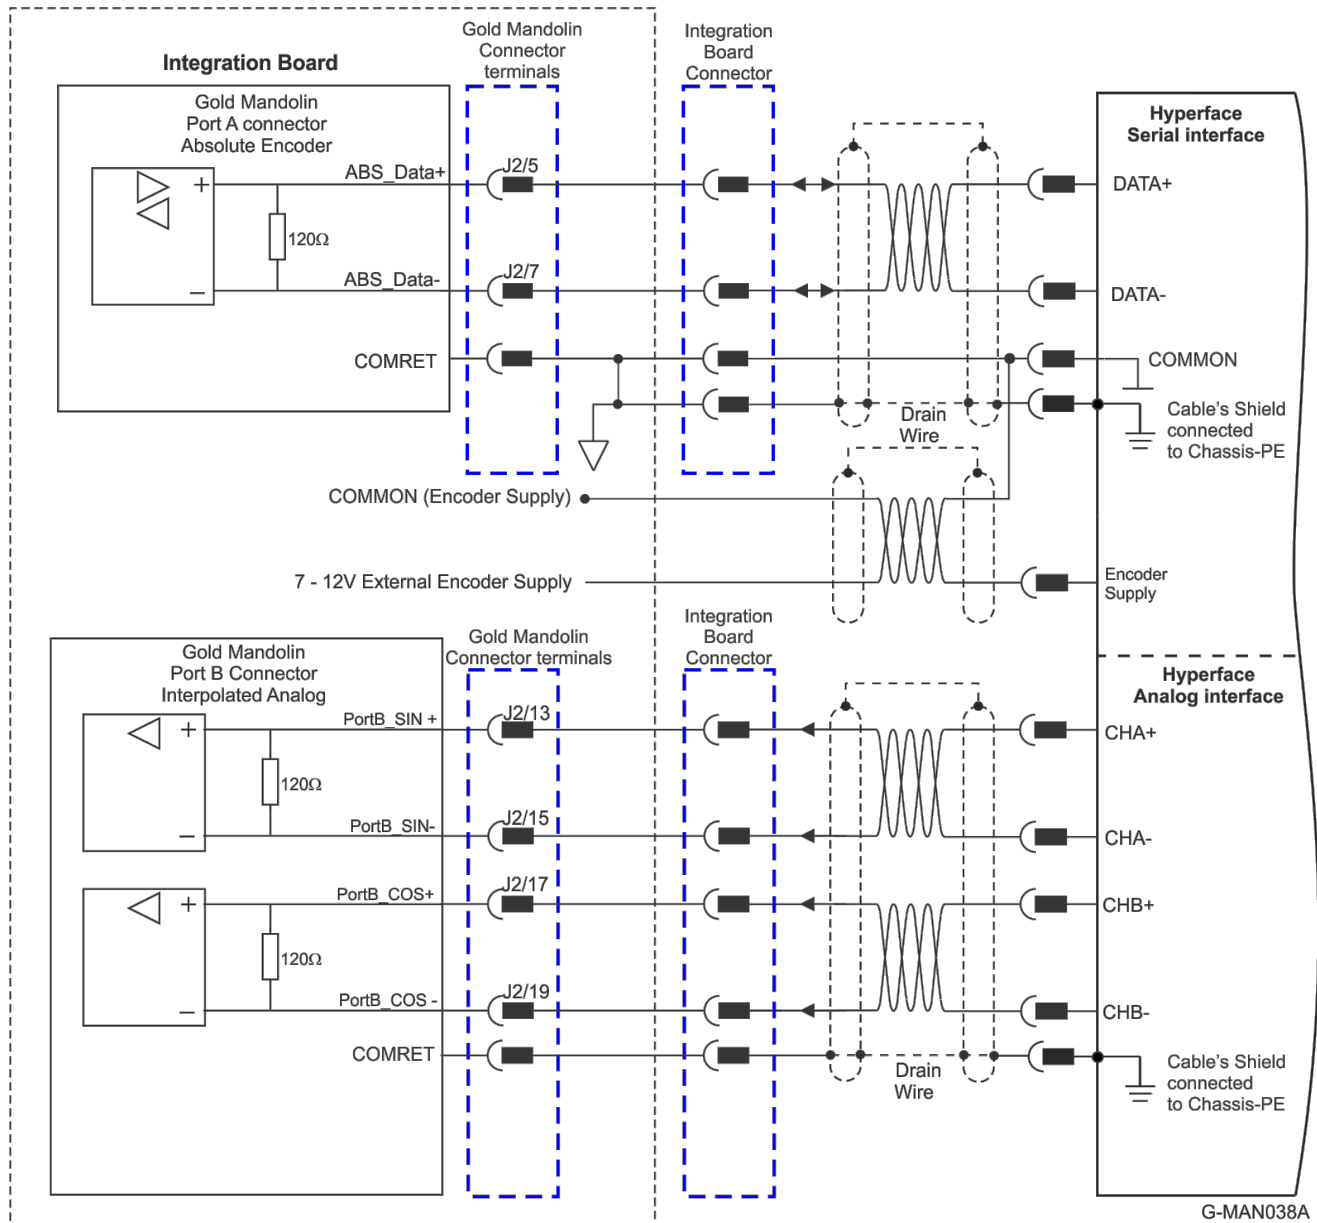 Integration Board
Gold Mandolin
Connector
terminals
Integration
Board
Connector
Gold Mandolin
Port A connector
Absolute Encoder
Hyperface
Serial interface
ABS_Data+
J2/5
DATA+
+
120Ω
−
ABS_Data-
J2/7
DATA-
COMRET
COMMON
Drain
Wire
Cable's Shield
connected
to Chassis-PE
COMMON (Encoder Supply)
7 - 12V External Encoder Supply
Encoder
Supply
Gold Mandolin
Port B Connector
Interpolated Analog
Gold Mandolin
Connector terminals
Integration
Board
Connector
Hyperface
Analog interface
+
PortB_SIN +
J2/13
CHA+
120Ω
−
PortB_SIN-
J2/15
CHA-
+
PortB_COS+
J2/17
CHB+
120Ω
−
PortB_COS -
J2/19
CHB-
COMRET
Drain
Wire
Cable's Shield
connected
to Chassis-PE
G-MAN038A